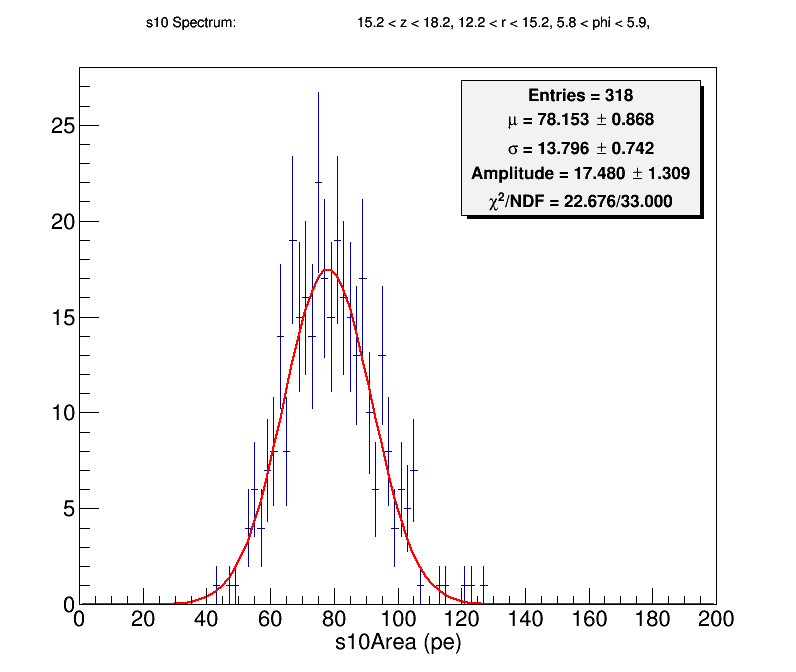 s10 Spectrum: 15.2 < z < 18.2, 12.2 < r < 15.2, 5.8 < phi < 5.9,
Entries = 318
μ = 78.153 ± 0.868
σ = 13.796 ± 0.742
Amplitude = 17.480 ± 1.309
χ²/NDF = 22.676/33.000
25
20
15
10
5
0
0 20 40 60 80 100 120 140 160 180 200
s10Area (pe)